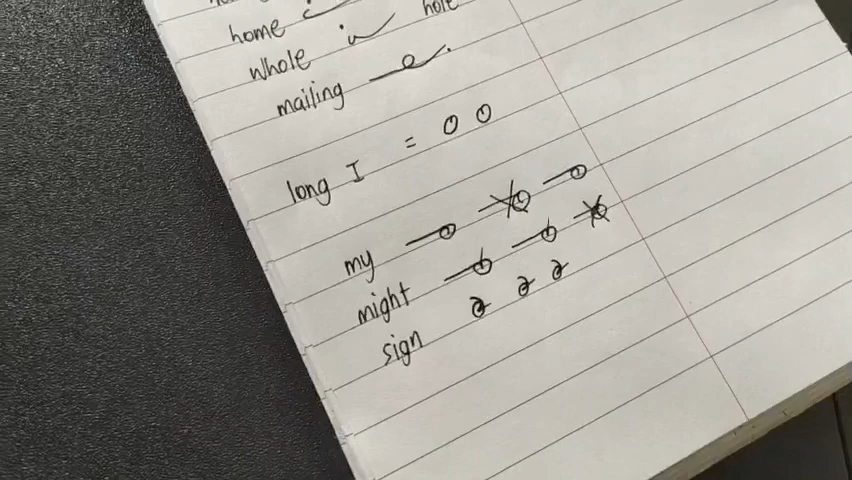 home
whole hole
mailing
long I =
my
might
sign